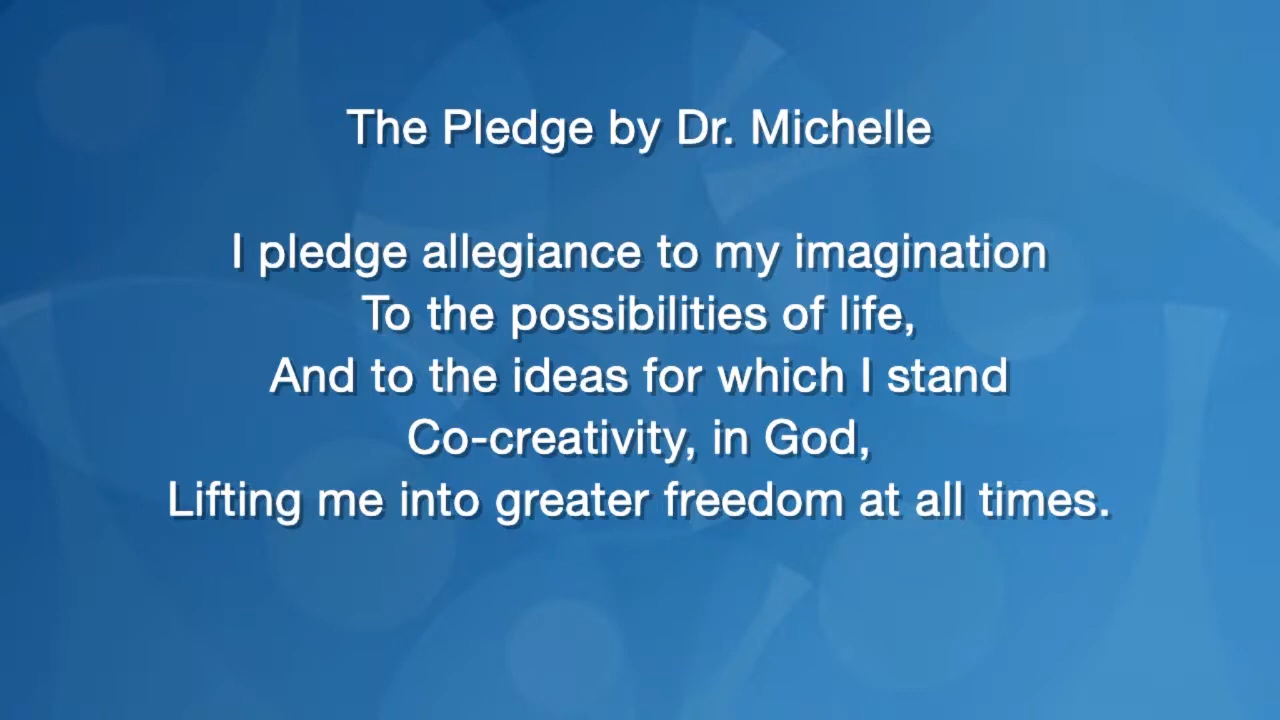 The Pledge by Dr. Michelle
I pledge allegiance to my imagination
To the possibilities of life,
And to the ideas for which I stand
Co-creativity, in God,
Lifting me into greater freedom at all times.